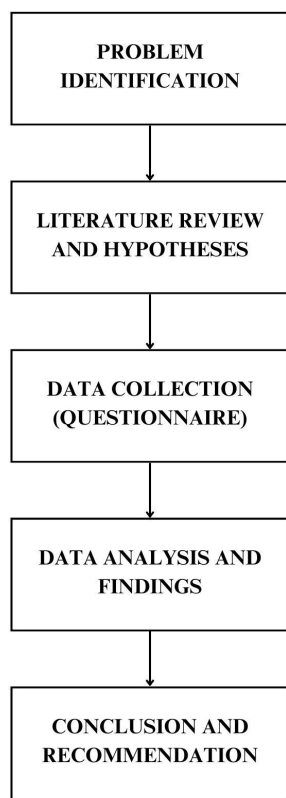 PROBLEM
IDENTIFICATION
LITERATURE REVIEW
AND HYPOTHESES
DATA COLLECTION
(QUESTIONNAIRE)
DATA ANALYSIS AND
FINDINGS
CONCLUSION AND
RECOMMENDATION